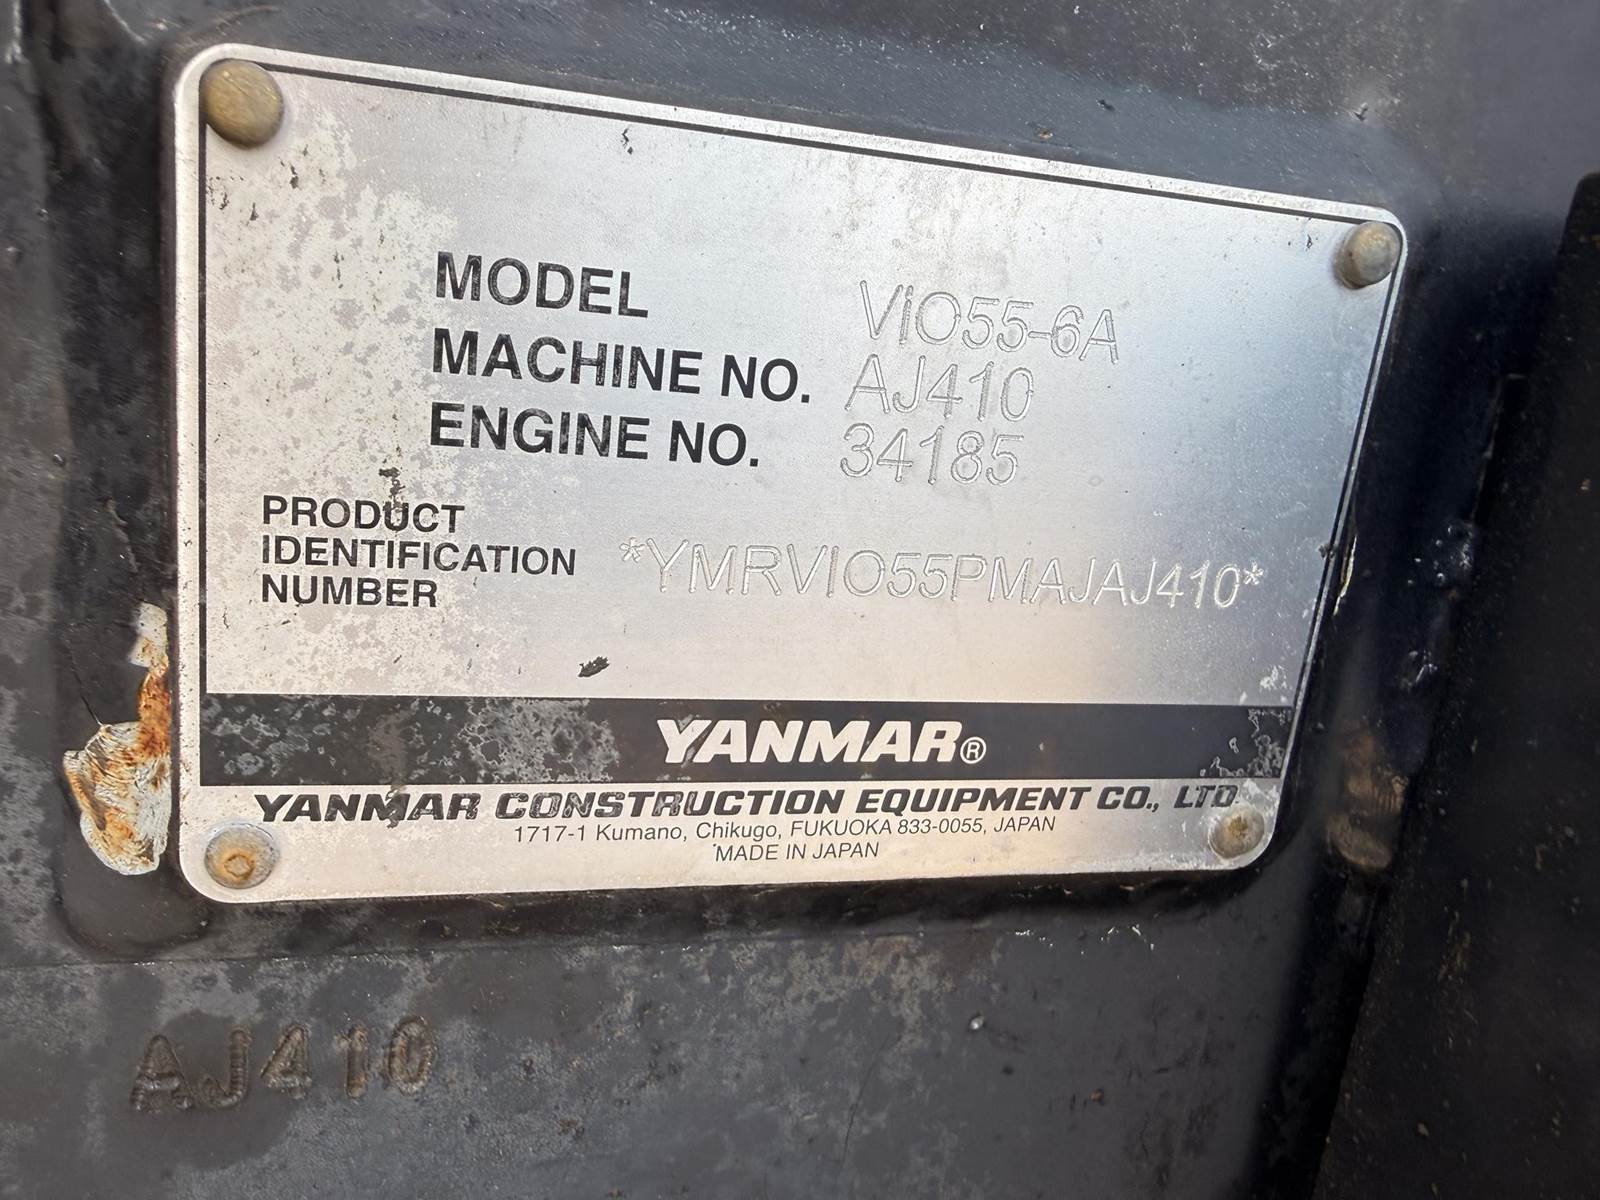 MODEL ViO55-6A
MACHINE NO. AJ410
ENGINE NO. 34185
PRODUCT
IDENTIFICATION
NUMBER
*YMRVIO55PMAJAJ410*
YANMAR®
YANMAR CONSTRUCTION EQUIPMENT CO., LTD.
1717-1 Kumano, Chikugo, FUKUOKA 833-0055, JAPAN
MADE IN JAPAN
AJ410